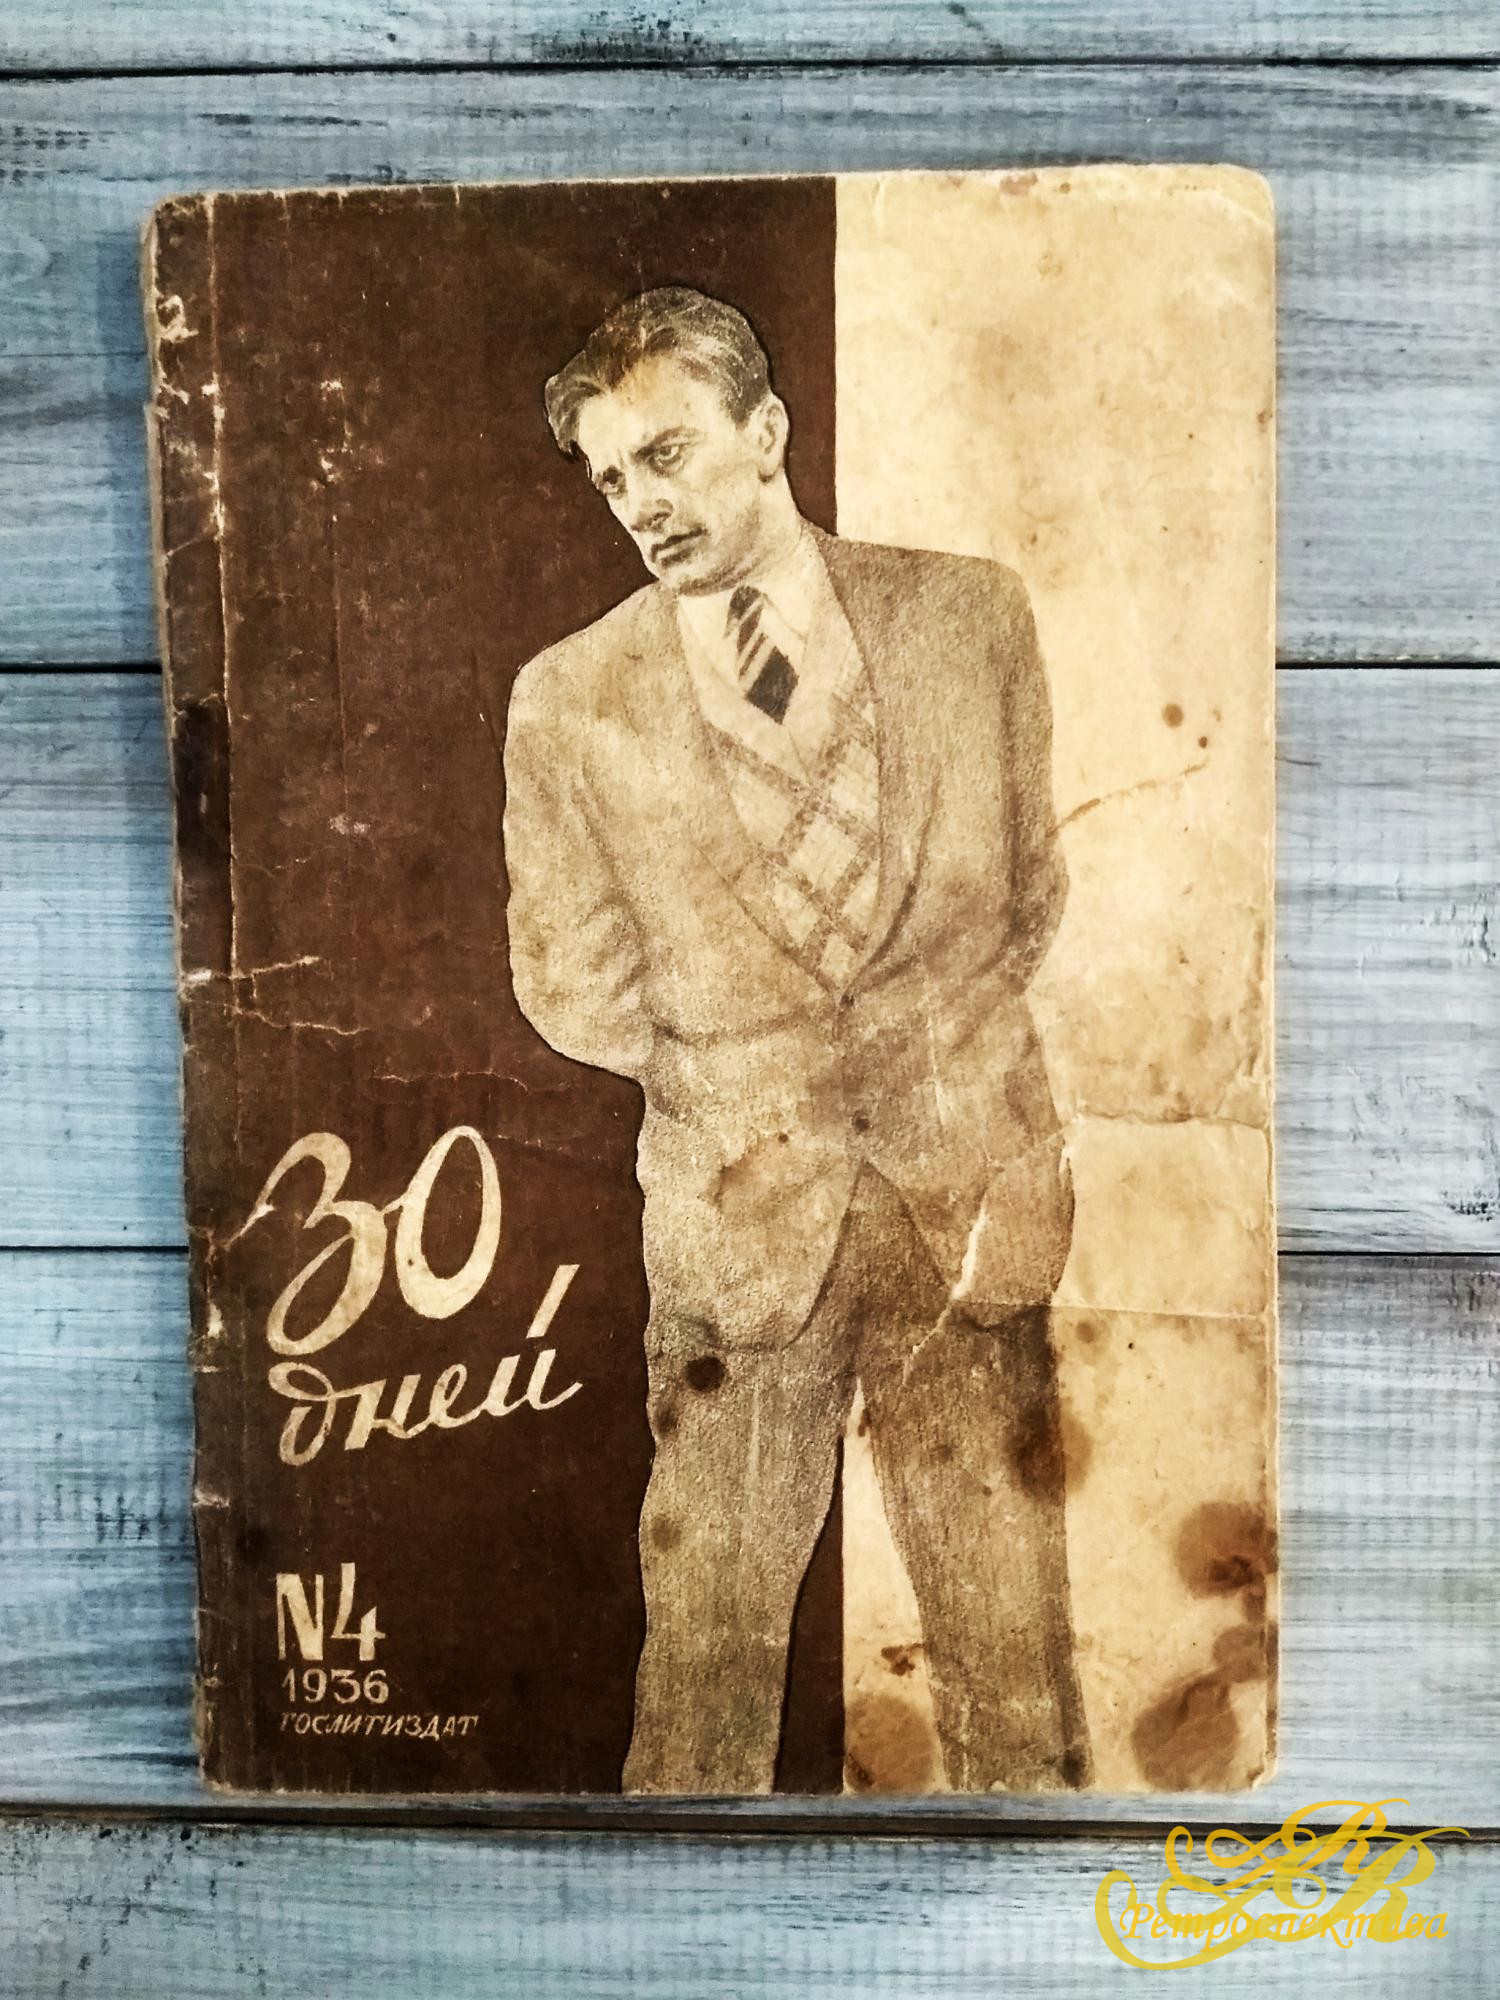 30
дней
N4
1936
ГОСЛИТИЗДАТ
Ретроспектива